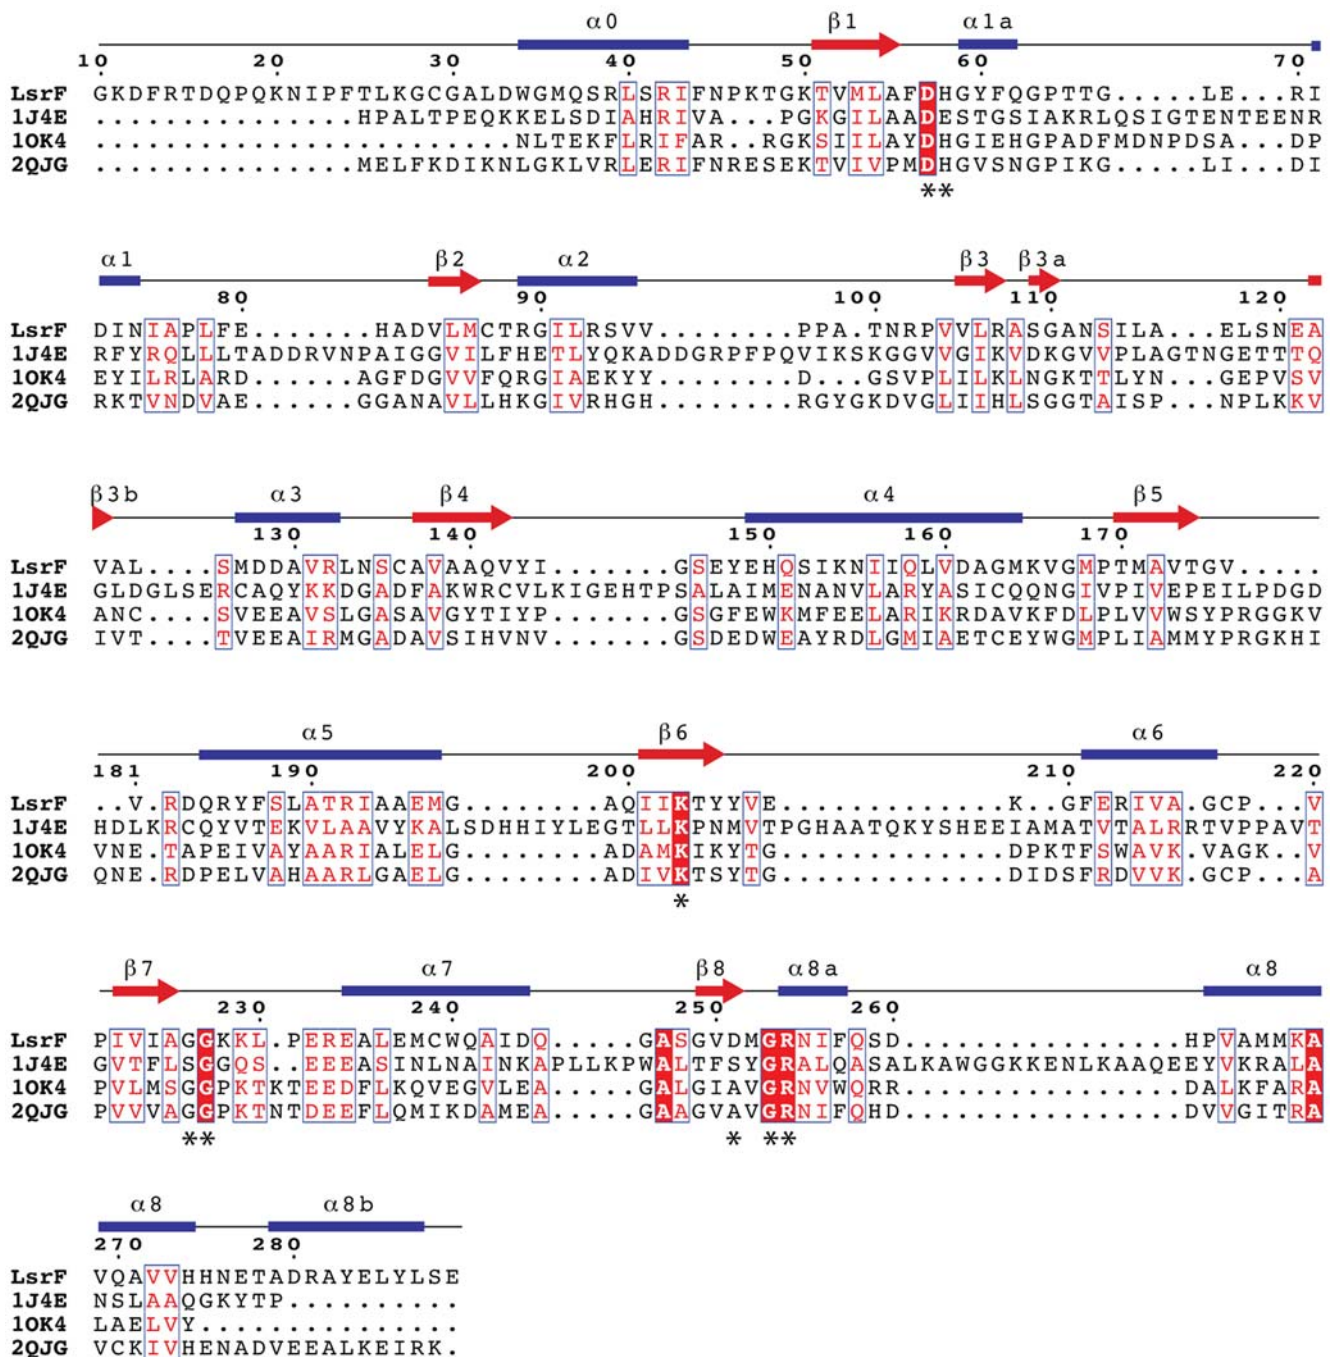 α0 β1 α1a
10 20 30 40 50 60 70
LsrF GKDFRTDQPQKNIPFTLKGCGALDWGMQSRLSRIFNPKTGKTVMLAFDHGYFQGPTTG.....LE...RI
1J4E ...............HPALTPEQKKELSDIAHRIVA...PGKGILAADESTGSIAKRLQSIGTENTEENR
1OK4 ........................NLTEKFLRIFAR..RGKSIILAYDHGIEHGPADFMDNPDSA...DP
2QJG ...............MELFKDIKNLGKLVRLERIFNRESEKTVIVPMDHGVSNGPIKG.....LI...DI
**
α1 β2 α2 β3 β3a
80 90 100 110 120
LsrF DINIAPLFE.......HADVLMCTRGILRSVV........PPA.TNRPVVLRASGANSILA...ELSNEA
1J4E RFYRQLLLTADDRVNPAIGGVILFHETLYQKADDGRPFPQVIKSKGGVVGIKVDKGVVPLAGTNGETTTQ
1OK4 EYILRLARD.......AGFDGVVFQRGIAEKYY........D...GSVPLILKLNGKTTLYN...GEPVSV
2QJG RKTVNDVAE.......GGANAVLLHKGIVRHGH........RGYGKDVGLIIHLSGGTAISP...NPLKKV
β3b α3 β4 α4 β5
130 140 150 160 170
LsrF VAL....SMDDAVRLNSCAVAAQVYI........GSEYEHQSIKNIIQLVDAGMKVGMPTMAVTGV.....
1J4E GLDGLSERCAQYKKDGADFAKWRCVLKIGEHTPSALAIMENANVLARYASICQQNGIVPIVEPEILPDGD
1OK4 ANC....SVEEAVSLGASAVGYTIYP........GSGFEWKMFEELARIKRDAVKFDLPLVVWSYPRGGKV
2QJG IVT....TVEEAIRMGADAVSIHVNV........GSDEDWEAYRDLGMIAETCEYWGMPLIAMMYPRGKHI
α5 β6 α6
181 190 200 210 220
LsrF ..V.RDQRYFSLATRIAAEMG........AQIIKTYYVE.............K..GFERIVA.GCP...V
1J4E HDLKRCQYVTEKVLAAVYKALSDHHIYLEGTLLKPNMVTPGHAATQKYSHEEIAMATVTALRRTVPPAVT
1OK4 VNE.TAPEIVAYAARIALELG........ADAMKIKYTG.............DPKTFSWAVK.VAGK..V
2QJG QNE.RDPELVAHAARLGAELG........ADIVKTSYTG.............DIDSFRDVVK.GCP...A
*
β7 α7 β8 α8a α8
230 240 250 260
LsrF PIVIAGGKKL.PEREALEMCWQAIDQ.....GASGVDMGRNIFQSD................HPVAMMKA
1J4E GVTFLSGGQS.EEEASINLNAINKAPLLKPWALTFSYGRALQASALKAWGGKKENLKAAQEEYVKRALA
1OK4 PVLMSGGPKTKTEEDFLKQVEGVLEA.....GALGIAVGRNVWQRR................DALKFARA
2QJG PVVVAGGPKTNTDEEFLQMIKDAMEA.....GAAGVAVGRNIFQHD................DVVGITRA
** * **
α8 α8b
270 280
LsrF VQAVVHHNETADRAYELYLSE
1J4E NSLAAQGKYTP..........
1OK4 LAELVY...............
2QJG VCKIVHENADVEEALKEIRK.